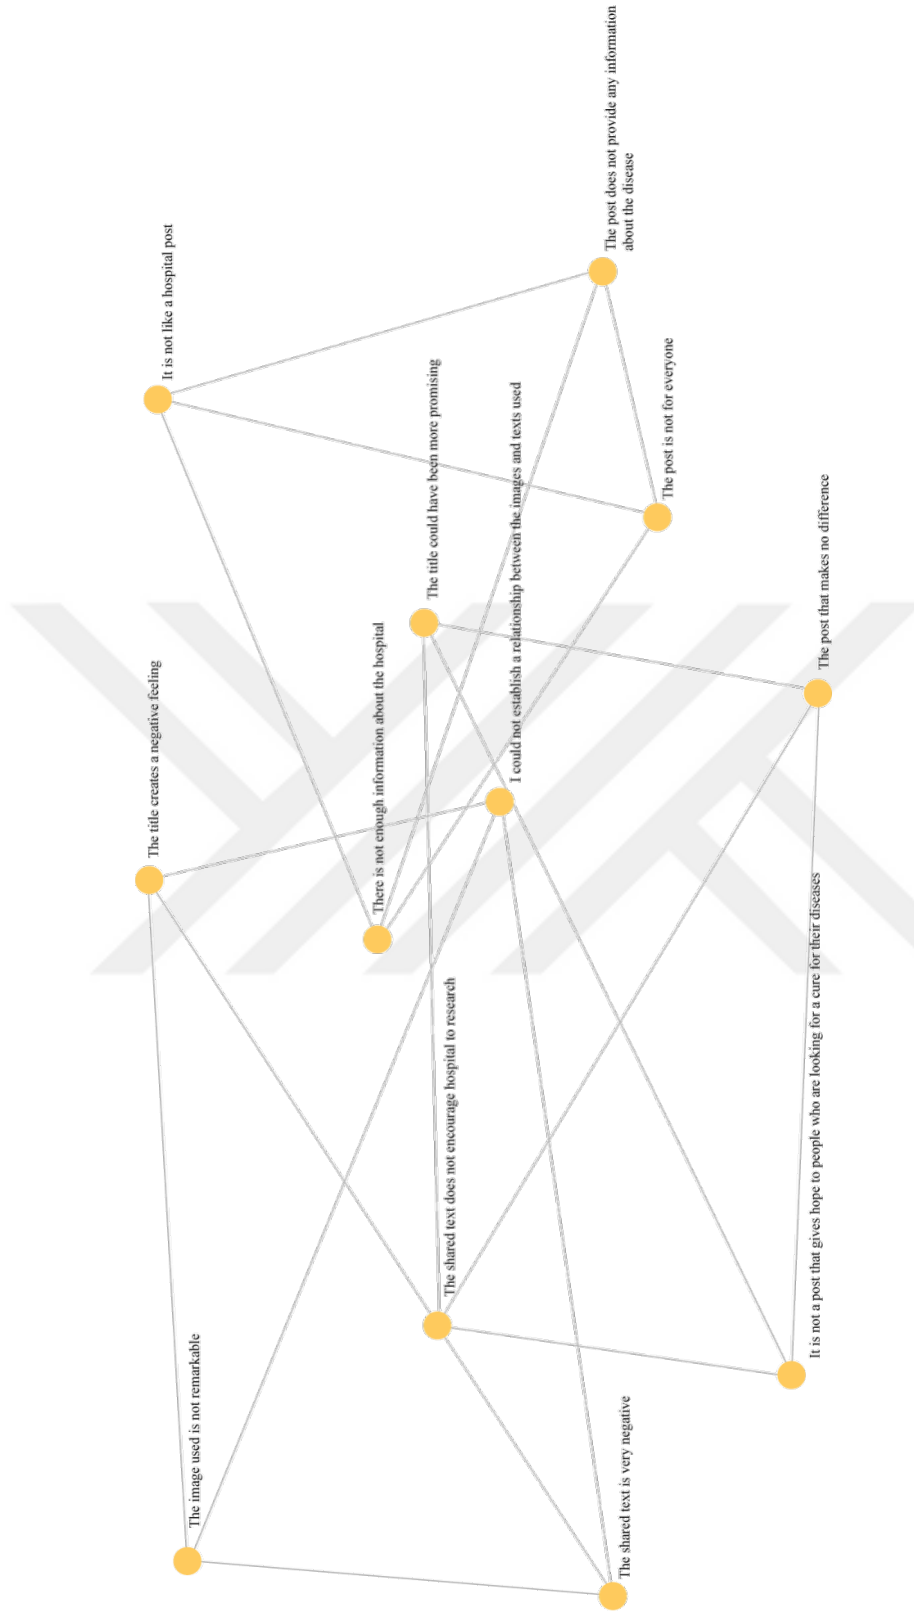 It is not like a hospital post
The post does not provide any information
about the disease
The title could have been more promising
The post is not for everyone
I could not establish a relationship between the images and texts used
The title creates a negative feeling
There is not enough information about the hospital
The post that makes no difference
The shared text does not encourage hospital to research
It is not a post that gives hope to people who are looking for a cure for their diseases
The image used is not remarkable
The shared text is very negative